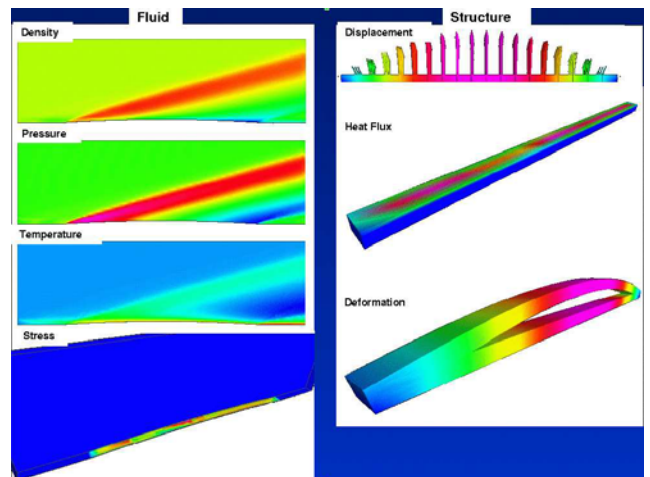 Fluid
Density
Pressure
Temperature
Stress
Structure
Displacement
Heat Flux
Deformation